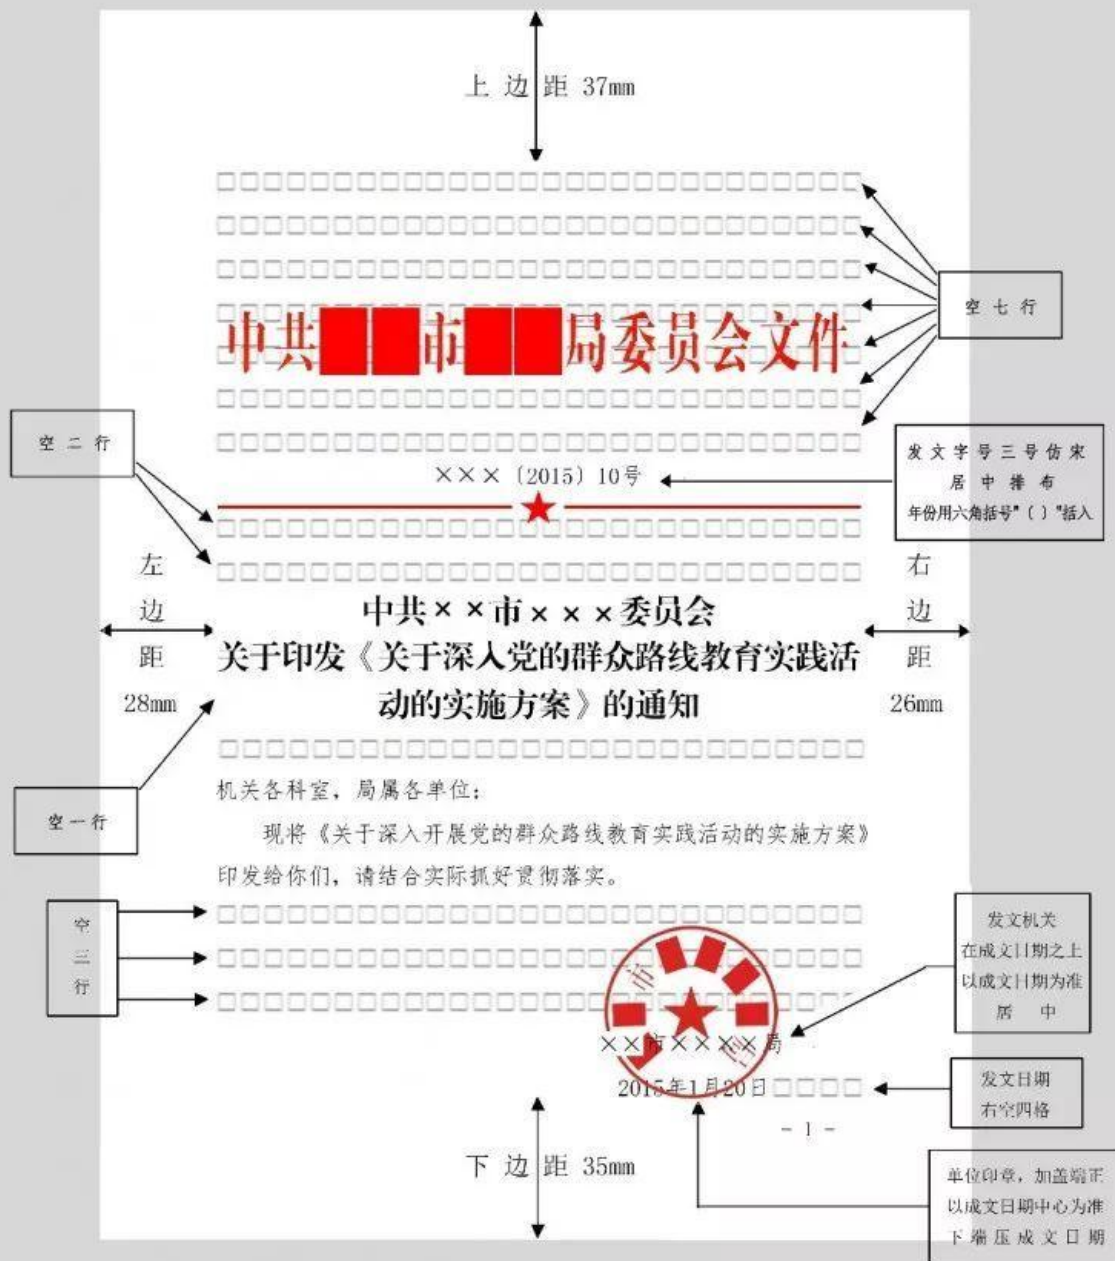 上边距 37mm
空七行
中共 市 局委员会文件
空二行
×××〔2015〕10号
发文字号三号仿宋
居中排布
年份用六角括号"〔〕"括入
左边距
28mm
右边距
26mm
中共××市×××委员会
关于印发《关于深入党的群众路线教育实践活
动的实施方案》的通知
空一行
机关各科室，局属各单位：
现将《关于深入开展党的群众路线教育实践活动的实施方案》
印发给你们，请结合实际抓好贯彻落实。
空三行
发文机关
在成文日期之上
以成文日期为准
居中
市
××市××××局
2015年1月20日
发文日期
右空四格
- 1 -
下边距 35mm
单位印章，加盖端正
以成文日期中心为准
下端压成文日期